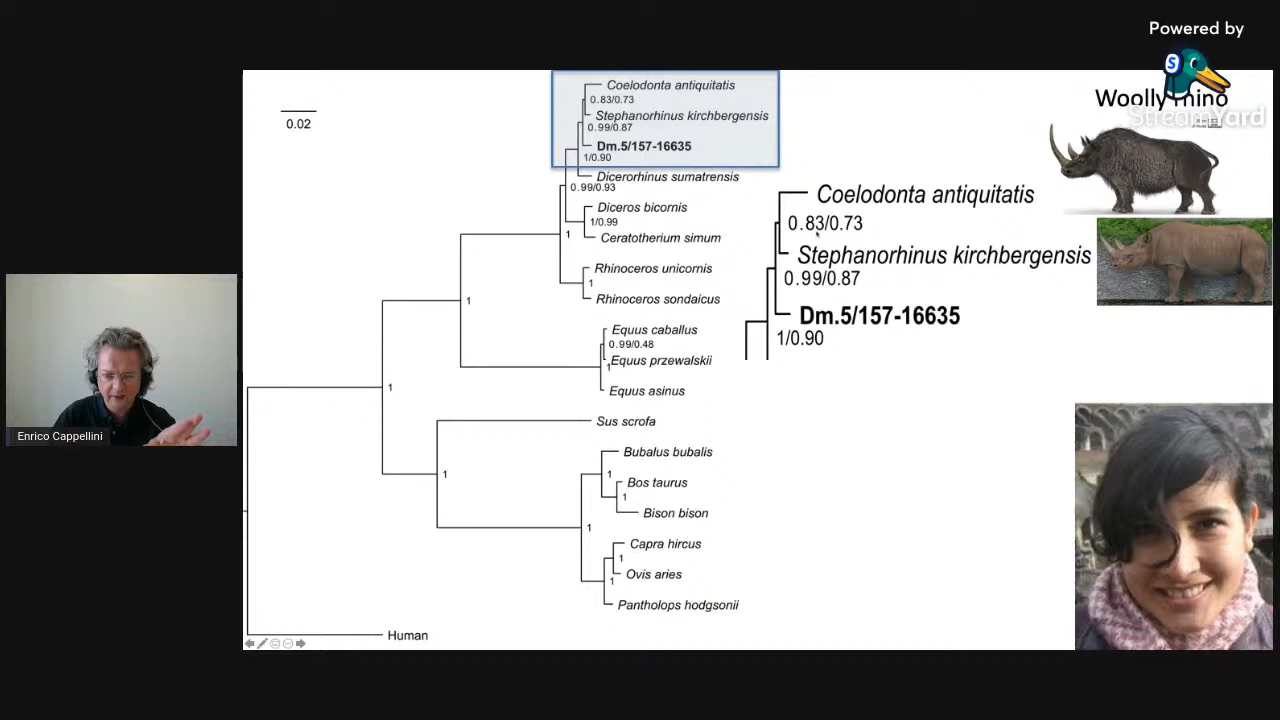 Powered by
S
StreamYard
Woolly rhino
0.02
Coelodonta antiquitatis
0.83/0.73
Stephanorhinus kirchbergensis
0.99/0.87
Dm.5/157-16635
1/0.90
Dicerorhinus sumatrensis
0.99/0.93
Diceros bicornis
1/0.99
Ceratotherium simum
1
Rhinoceros unicornis
1
Rhinoceros sondaicus
1
Equus caballus
0.99/0.48
Equus przewalskii
1
Equus asinus
1
Sus scrofa
1
Bubalus bubalis
1
Bos taurus
1
Bison bison
1
Capra hircus
1
Ovis aries
1
Pantholops hodgsonii
Human
Coelodonta antiquitatis
0.83/0.73
Stephanorhinus kirchbergensis
0.99/0.87
Dm.5/157-16635
1/0.90
Enrico Cappellini